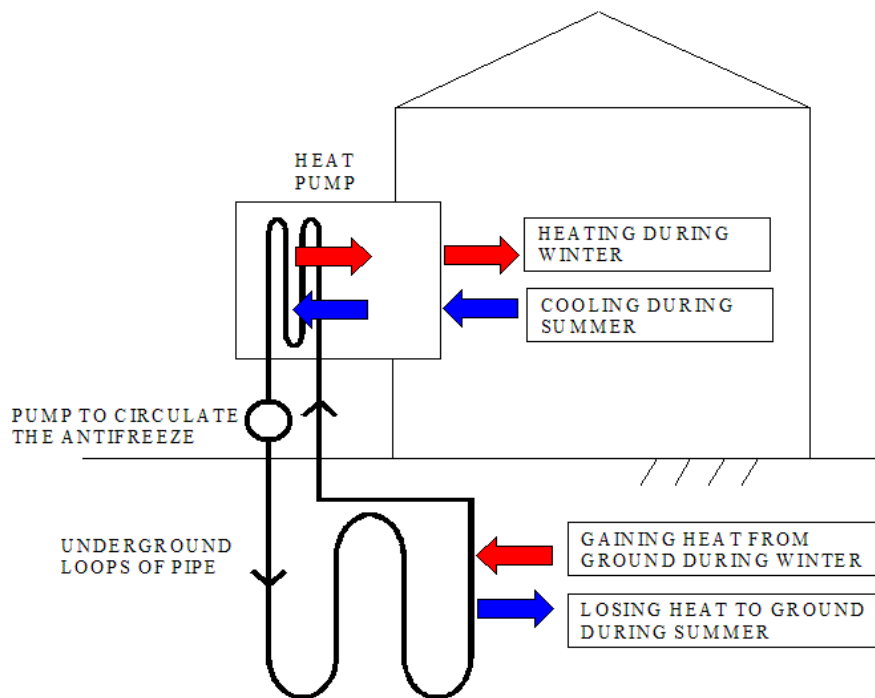 HEAT
PUMP
HEATING DURING
WINTER
COOLING DURING
SUMMER
PUMP TO CIRCULATE
THE ANTIFREEZE
UNDERGROUND
LOOPS OF PIPE
GAINING HEAT FROM
GROUND DURING WINTER
LOSING HEAT TO GROUND
DURING SUMMER